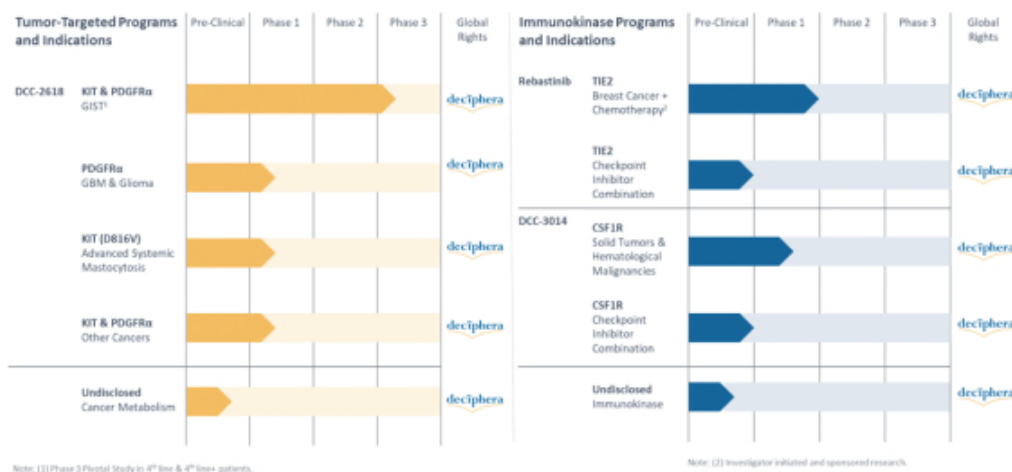 Tumor-Targeted Programs
and Indications
Pre-Clinical
Phase 1
Phase 2
Phase 3
Global
Rights
DCC-2618
KIT & PDGFRα
GIST¹
deciphera
PDGFRα
GBM & Glioma
deciphera
KIT (D816V)
Advanced Systemic
Mastocytosis
deciphera
KIT & PDGFRα
Other Cancers
deciphera
Undisclosed
Cancer Metabolism
deciphera
Note: (1) Phase 3 Pivotal Study in 4th line & 4th line+ patients.
Immunokinase Programs
and Indications
Pre-Clinical
Phase 1
Phase 2
Phase 3
Global
Rights
Rebastinib
TIE2
Breast Cancer +
Chemotherapy²
deciphera
TIE2
Checkpoint
Inhibitor
Combination
deciphera
DCC-3014
CSF1R
Solid Tumors &
Hematological
Malignancies
deciphera
CSF1R
Checkpoint
Inhibitor
Combination
deciphera
Undisclosed
Immunokinase
deciphera
Note: (2) Investigator initiated and sponsored research.